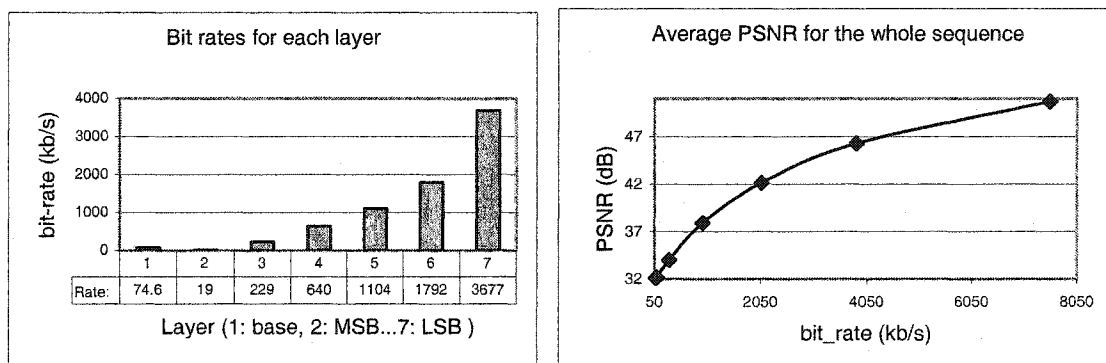 Bit rates for each layer
bit-rate (kb/s)
4000
3000
2000
1000
0
1 2 3 4 5 6 7
Rate: 74.6 19 229 640 1104 1792 3677
Layer (1: base, 2: MSB...7: LSB )
Average PSNR for the whole sequence
PSNR (dB)
47
42
37
32
50 2050 4050 6050 8050
bit_rate (kb/s)